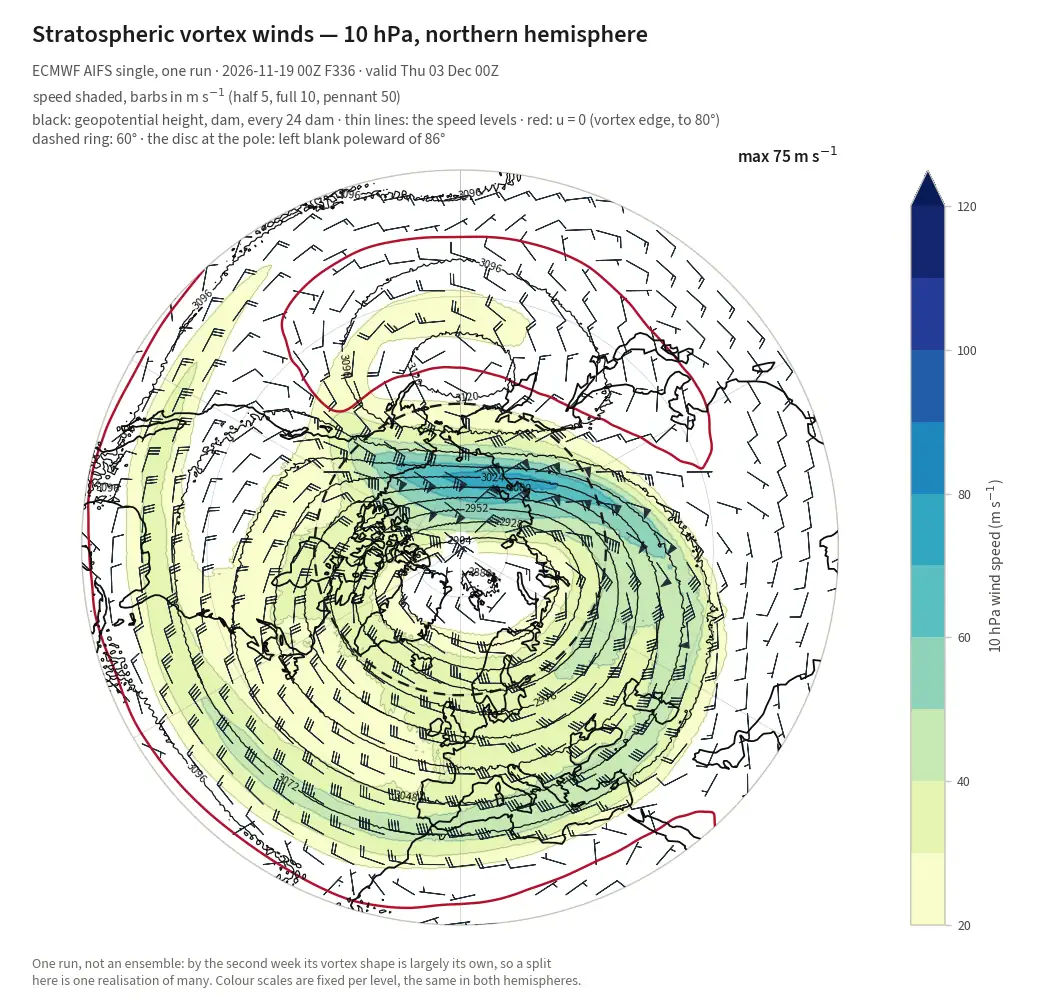 Stratospheric vortex winds — 10 hPa, northern hemisphere
ECMWF AIFS single, one run · 2026-11-19 00Z F336 · valid Thu 03 Dec 00Z
speed shaded, barbs in m s⁻¹ (half 5, full 10, pennant 50)
black: geopotential height, dam, every 24 dam · thin lines: the speed levels · red: u = 0 (vortex edge, to 80°)
dashed ring: 60° · the disc at the pole: left blank poleward of 86°
max 75 m s⁻¹
3096
3096
3096
3096
3096
3120
3024
2952
2904
2976
3096
3072
3048
3096
120
100
80
60
40
20
10 hPa wind speed (m s⁻¹)
One run, not an ensemble: by the second week its vortex shape is largely its own, so a split
here is one realisation of many. Colour scales are fixed per level, the same in both hemispheres.